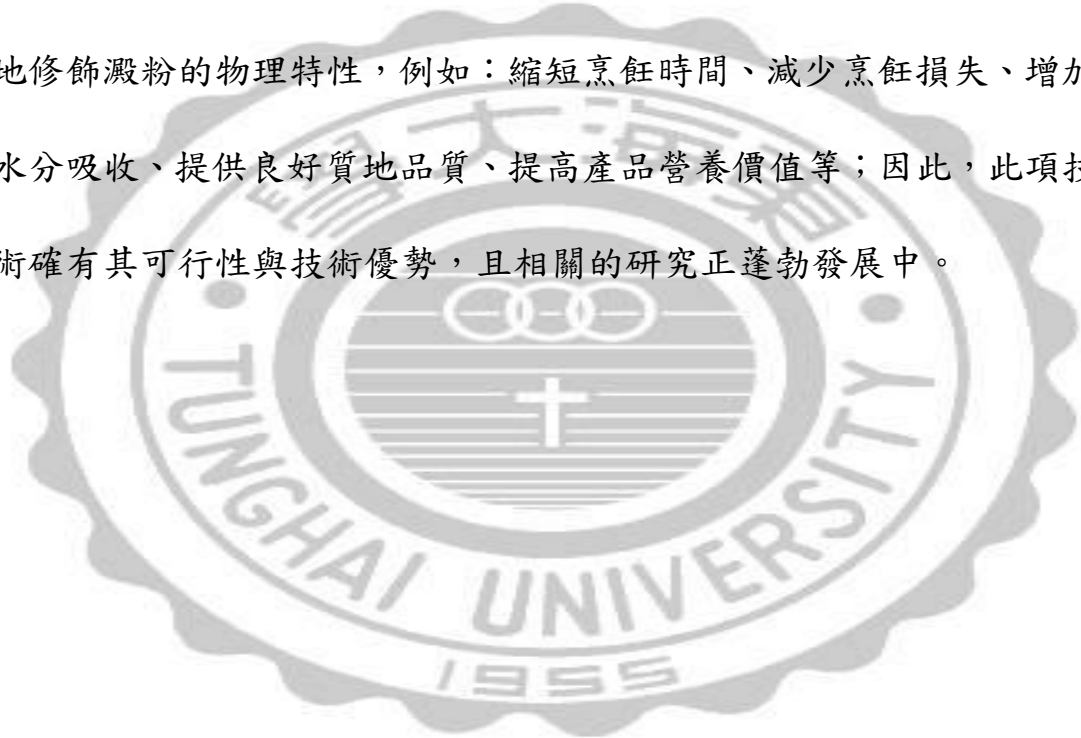 地修飾澱粉的物理特性，例如：縮短烹飪時間、減少烹飪損失、增加
水分吸收、提供良好質地品質、提高產品營養價值等；因此，此項技
術確有其可行性與技術優勢，且相關的研究正蓬勃發展中。
學大海東
TUNGHAI UNIVERSITY
1955